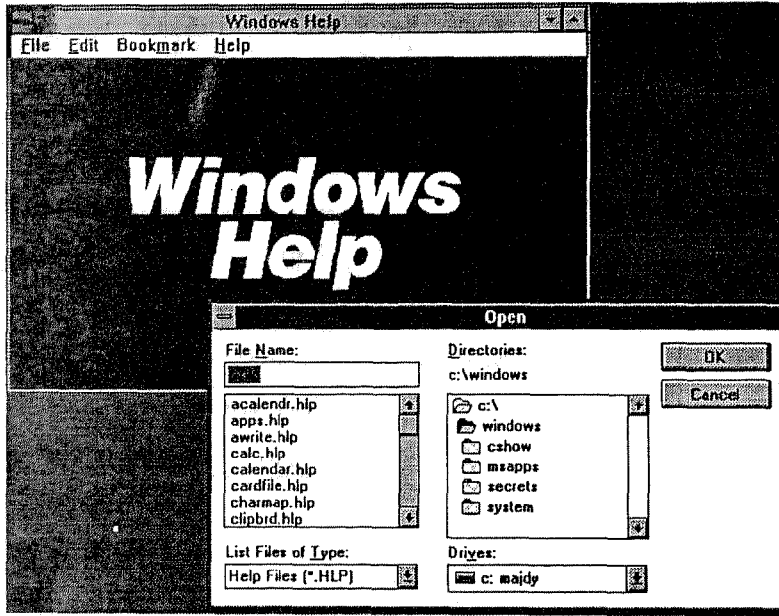 Windows Help
File Edit Bookmark Help
Windows
Help
Open
File Name:
Directories:
OK
c:\windows
Cancel
acalendr.hlp
apps.hlp
awrite.hlp
calc.hlp
calendar.hlp
cardfile.hlp
charmap.hlp
clipbrd.hlp
c:\
windows
cshow
msapps
secrets
system
List Files of Type:
Drives:
Help Files (*.HLP)
c: majdy